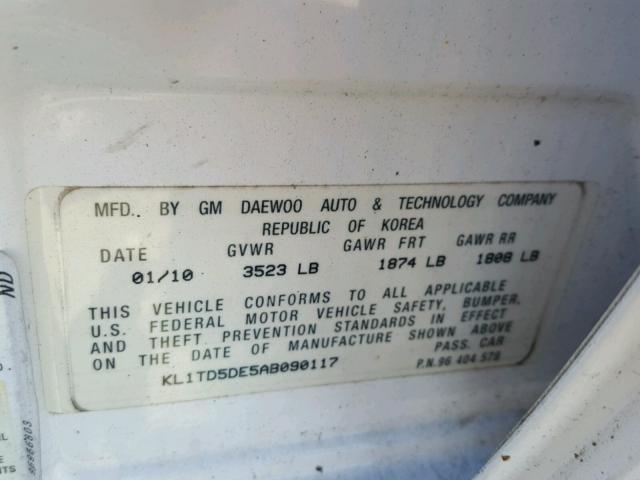 MFD. BY GM DAEWOO AUTO & TECHNOLOGY COMPANY
REPUBLIC OF KOREA
DATE GVWR GAWR FRT GAWR RR
01/10 3523 LB 1874 LB 1808 LB
THIS VEHICLE CONFORMS TO ALL APPLICABLE
U.S. FEDERAL MOTOR VEHICLE SAFETY, BUMPER,
AND THEFT PREVENTION STANDARDS IN EFFECT
ON THE DATE OF MANUFACTURE SHOWN ABOVE
PASS. CAR
KL1TD5DE5AB090117
P.N. 96 404 578
ND